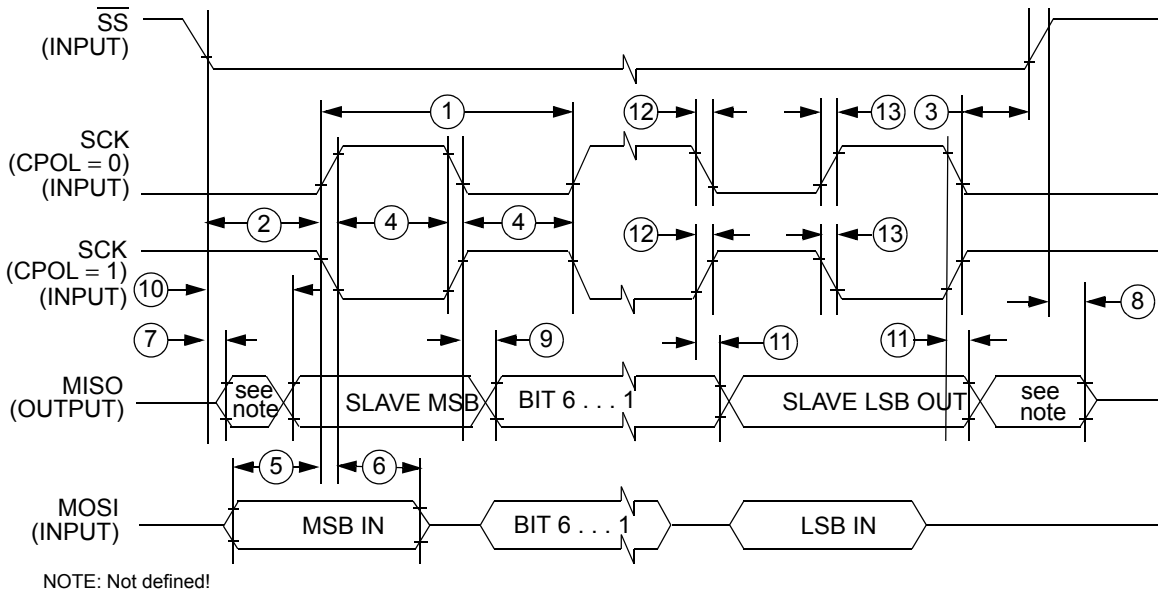 SS
(INPUT)
1
12
13
3
SCK
(CPOL = 0)
(INPUT)
2
4
4
SCK
(CPOL = 1)
(INPUT)
12
13
10
8
7
9
11
11
MISO
(OUTPUT)
see
note
SLAVE MSB
BIT 6 . . . 1
SLAVE LSB OUT
see
note
5
6
MOSI
(INPUT)
MSB IN
BIT 6 . . . 1
LSB IN
NOTE: Not defined!